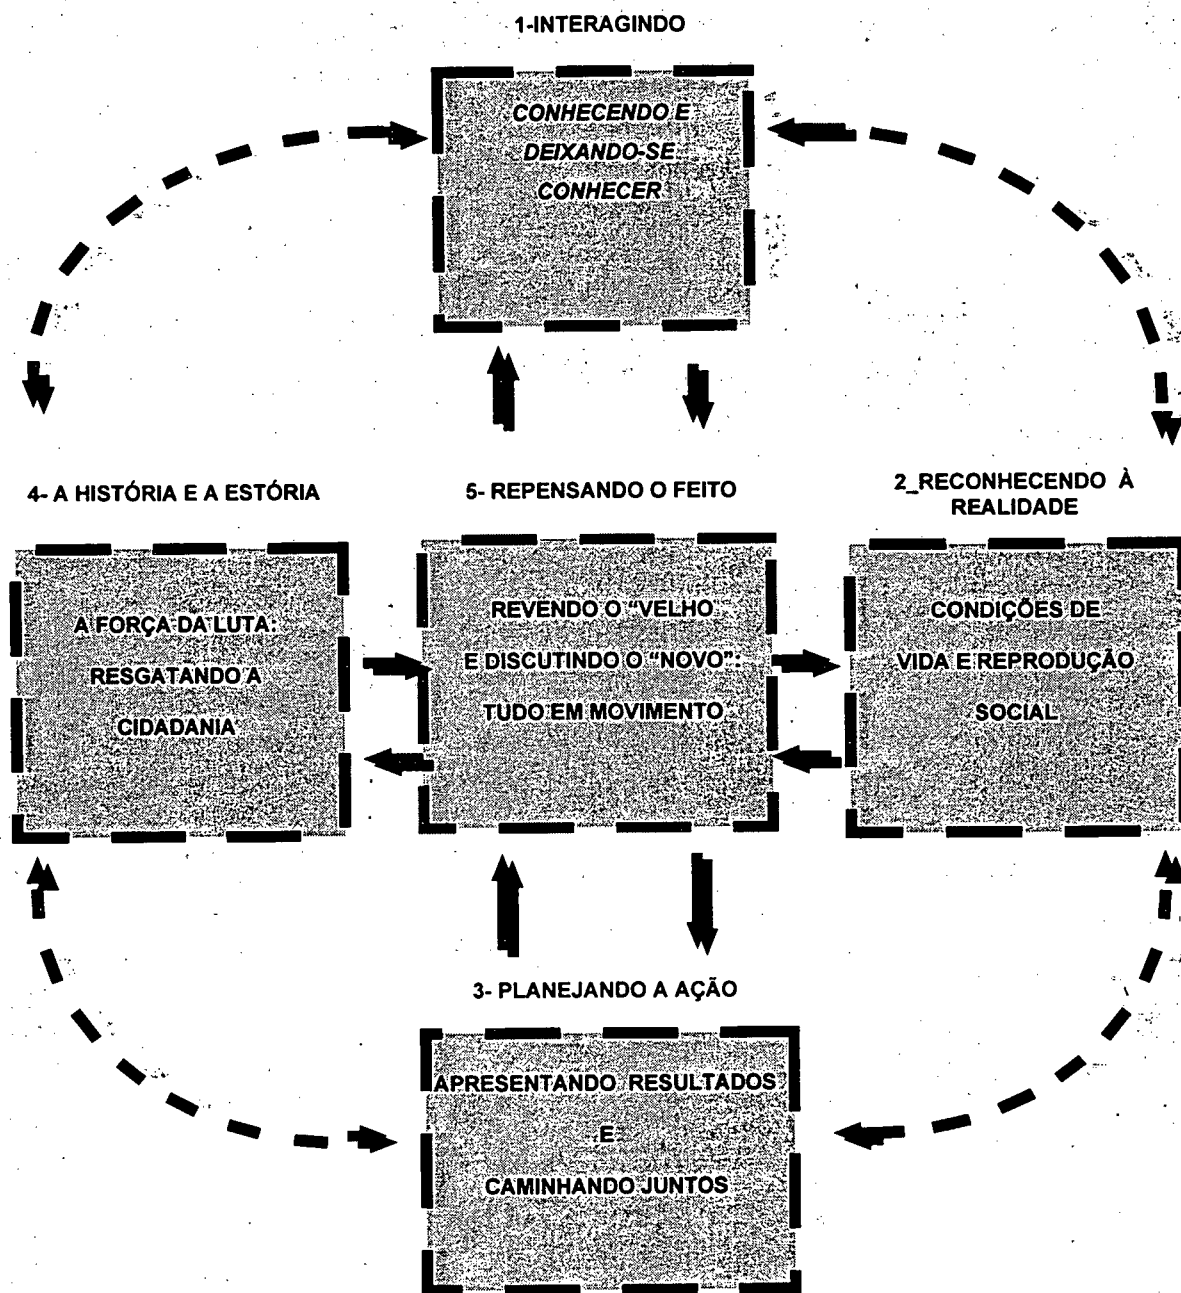 1-INTERAGINDO
CONHECENDO E
DEIXANDO-SE
CONHECER
4- A HISTÓRIA E A ESTÓRIA
A FORÇA DA LUTA:
RESGATANDO A
CIDADANIA
5- REPENSANDO O FEITO
REVENDO O “VELHO
E DISCUTINDO O “NOVO”:
TUDO EM MOVIMENTO
2_RECONHECENDO À
REALIDADE
CONDIÇÕES DE
VIDA E REPRODUÇÃO
SOCIAL
3- PLANEJANDO A AÇÃO
APRESENTANDO RESULTADOS
E
CAMINHANDO JUNTOS